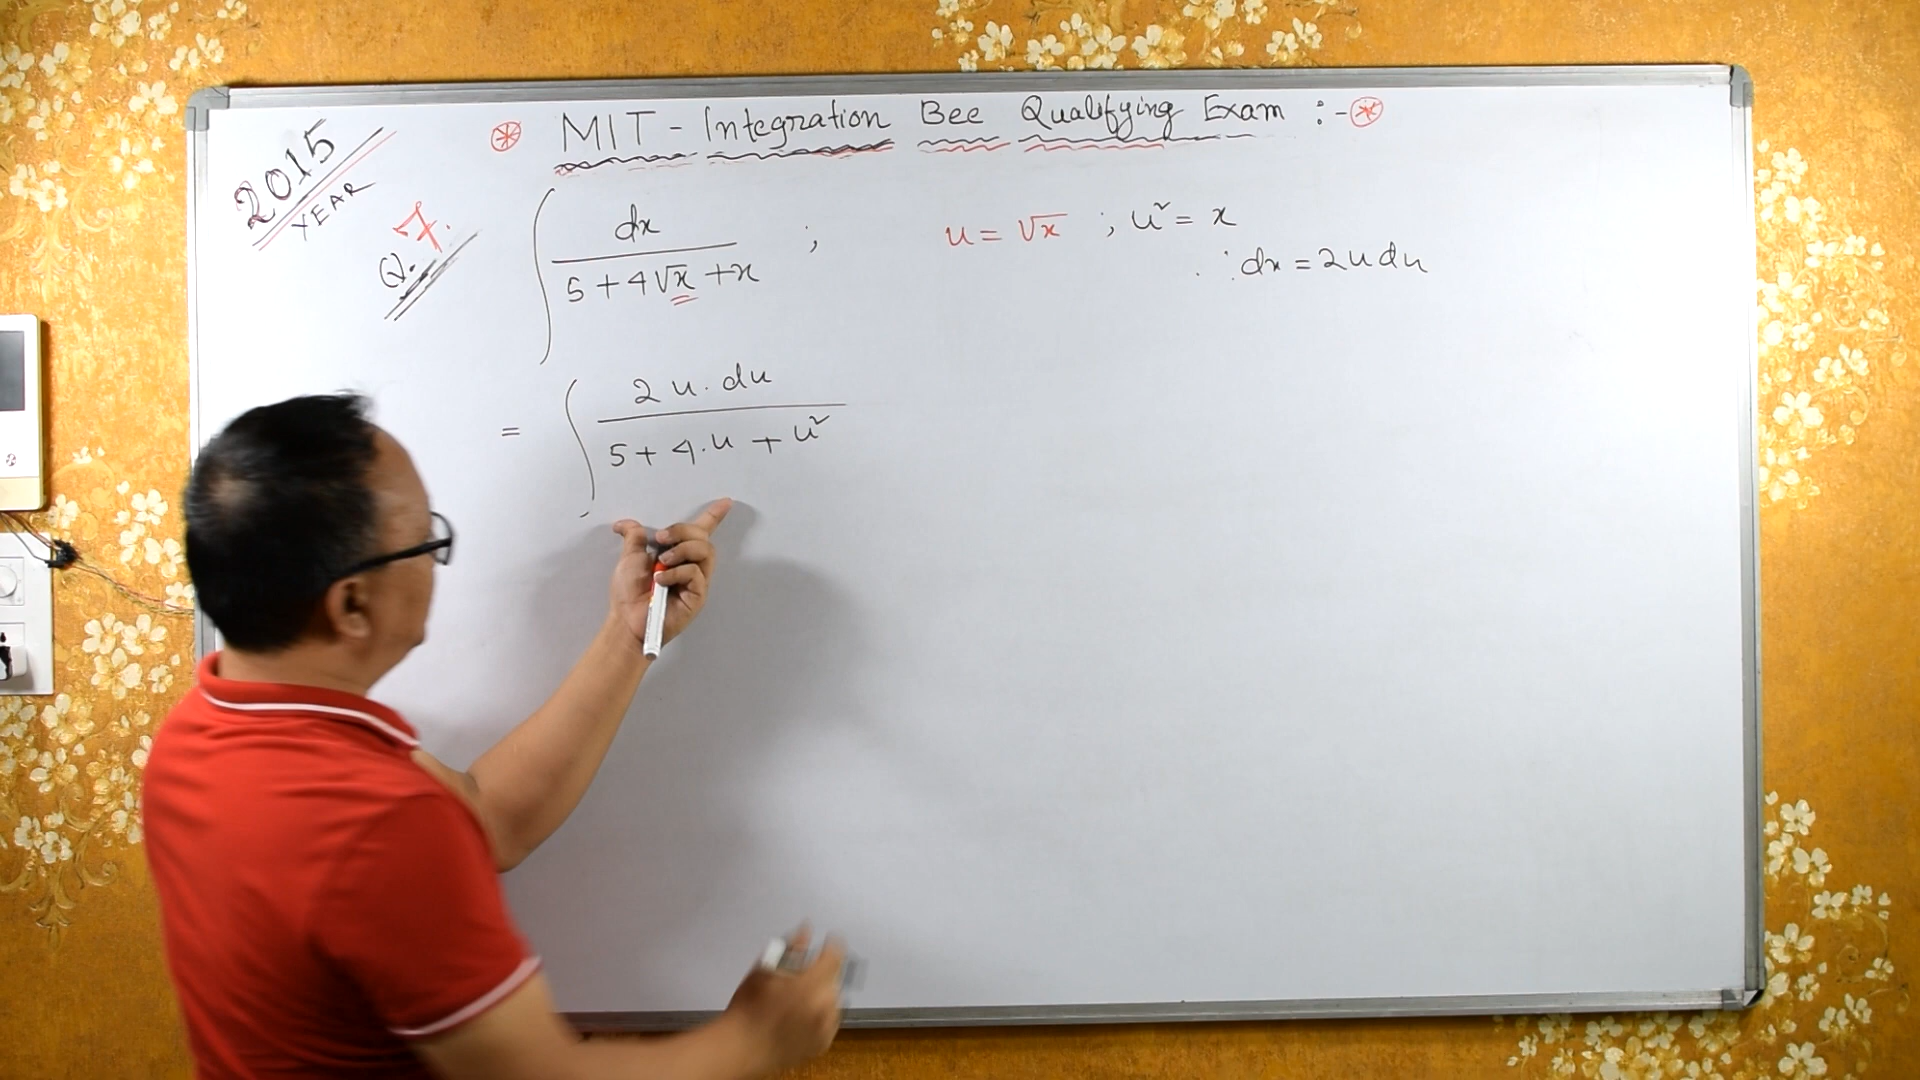 2015
YEAR
⊛ MIT - Integration Bee Qualifying Exam :- ⊛
Q. 7.
∫ dx / (5 + 4√x + x) ; u = √x ; u² = x
∴ dx = 2u du
= ∫ 2u. du / (5 + 4.u + u²)